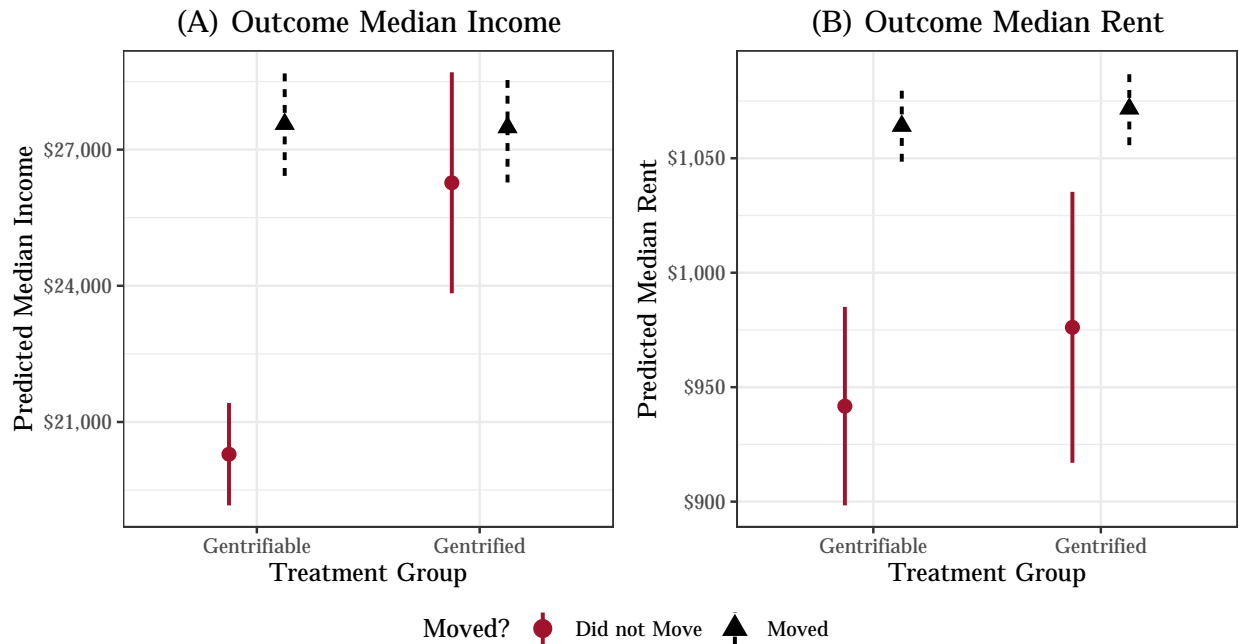 (A) Outcome Median Income
Predicted Median Income
$27,000
$24,000
$21,000
Gentrifiable
Gentrified
Treatment Group
(B) Outcome Median Rent
Predicted Median Rent
$1,050
$1,000
$950
$900
Gentrifiable
Gentrified
Treatment Group
Moved? Did not Move Moved